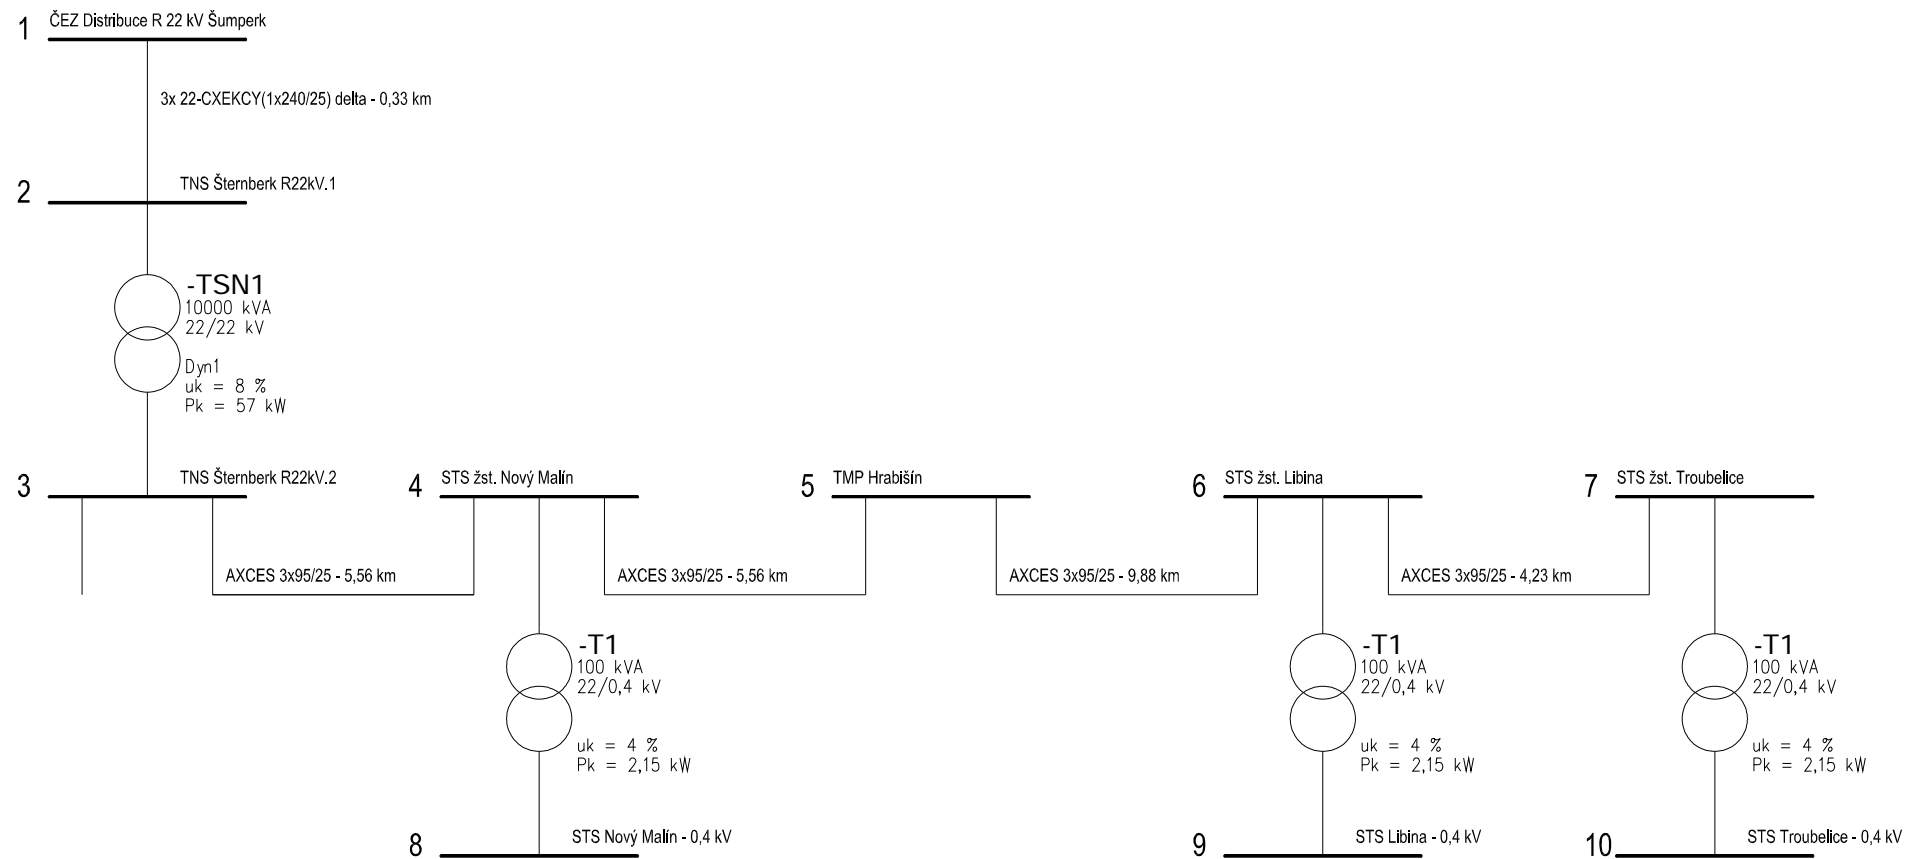 1 ČEZ Distribuce R 22 kV Šumperk
3x 22-CXEKCY(1x240/25) delta - 0,33 km
2 TNS Šternberk R22kV.1
-TSN1
10000 kVA
22/22 kV
Dyn1
uk = 8 %
Pk = 57 kW
3 TNS Šternberk R22kV.2
4 STS žst. Nový Malín
5 TMP Hrabišín
6 STS žst. Libina
7 STS žst. Troubelice
AXCES 3x95/25 - 5,56 km
AXCES 3x95/25 - 5,56 km
AXCES 3x95/25 - 9,88 km
AXCES 3x95/25 - 4,23 km
-T1
100 kVA
22/0,4 kV
uk = 4 %
Pk = 2,15 kW
-T1
100 kVA
22/0,4 kV
uk = 4 %
Pk = 2,15 kW
-T1
100 kVA
22/0,4 kV
uk = 4 %
Pk = 2,15 kW
8 STS Nový Malín - 0,4 kV
9 STS Libina - 0,4 kV
10 STS Troubelice - 0,4 kV